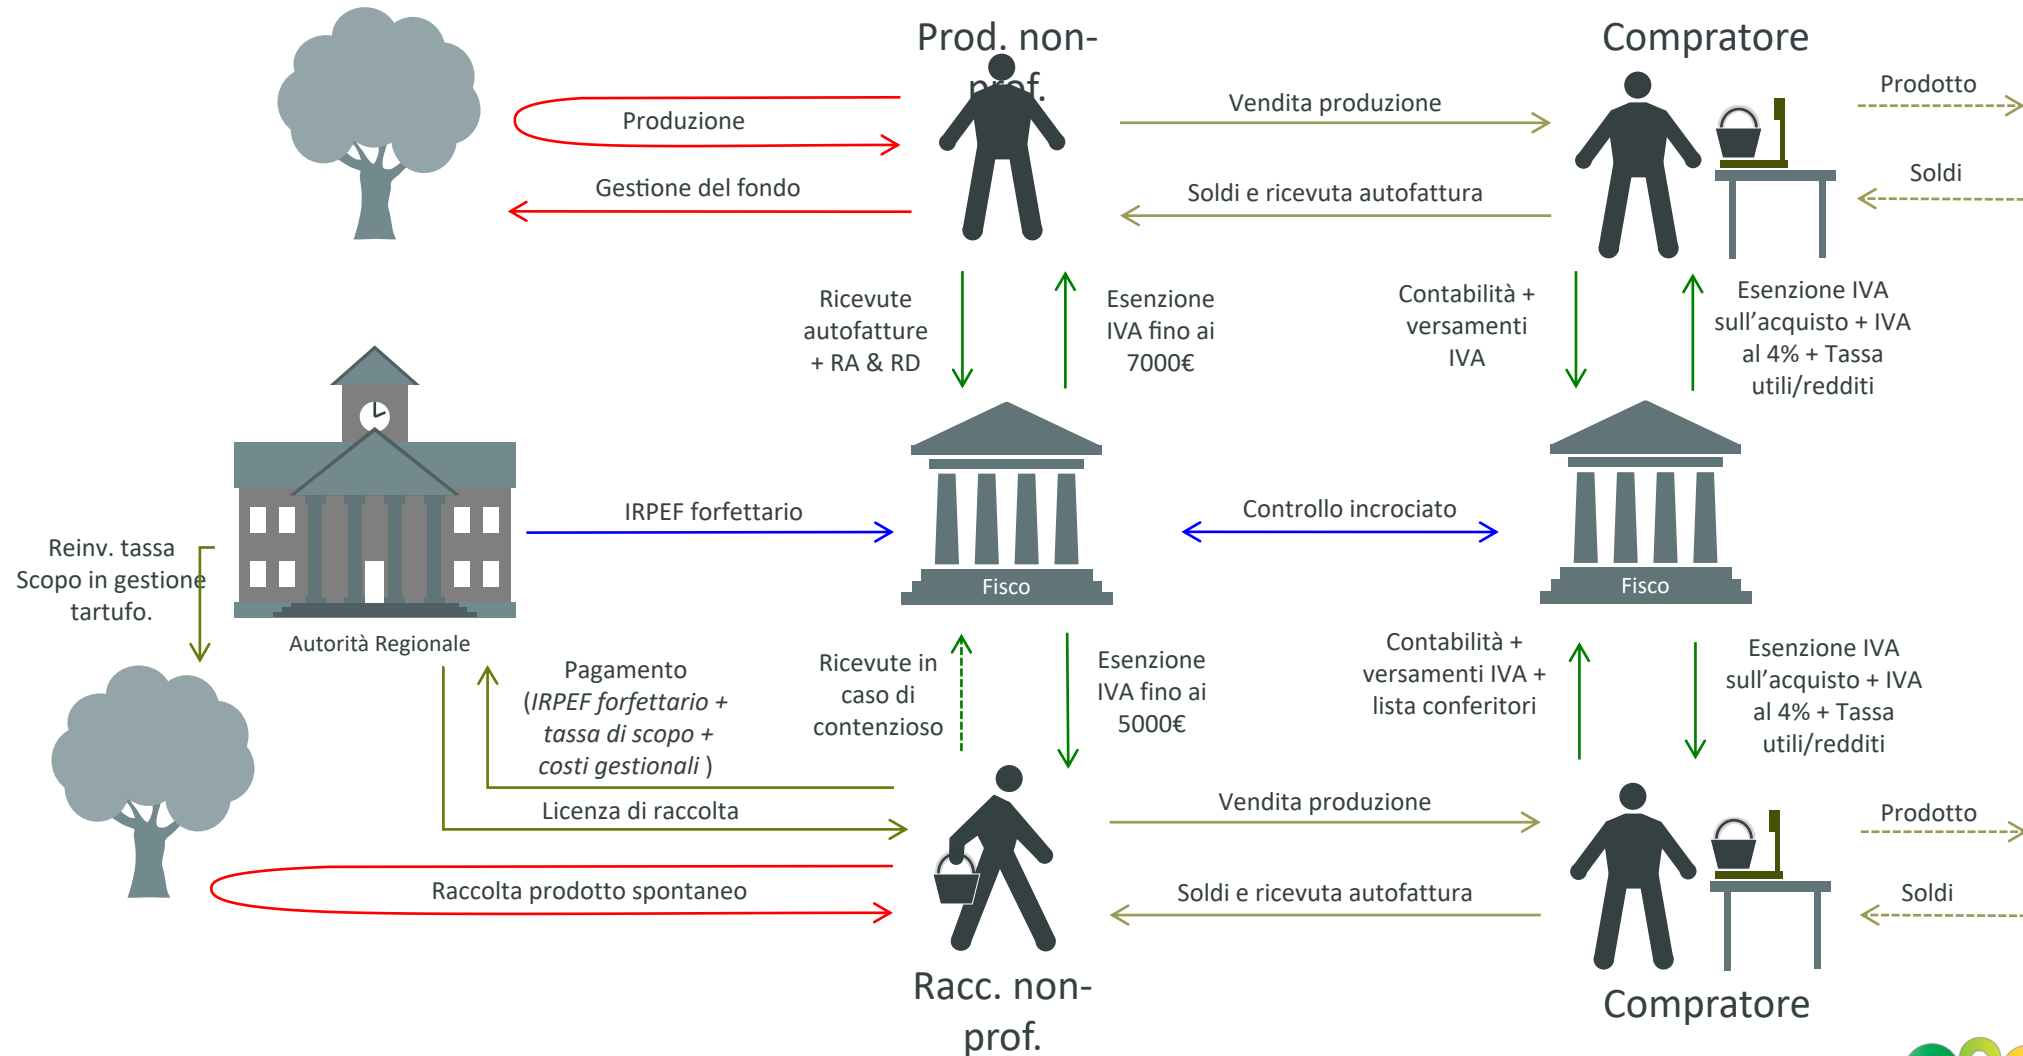 Prod. non-
prof.
Compratore
Produzione
Gestione del fondo
Vendita produzione
Soldi e ricevuta autofattura
Prodotto
Soldi
Ricevute
autofatture
+ RA & RD
Esenzione
IVA fino ai
7000€
Contabilità +
versamenti
IVA
Esenzione IVA
sull’acquisto + IVA
al 4% + Tassa
utili/redditi
IRPEF forfettario
Controllo incrociato
Fisco
Fisco
Reinv. tassa
Scopo in gestione
tartufo.
Autorità Regionale
Pagamento
(IRPEF forfettario +
tassa di scopo +
costi gestionali )
Licenza di raccolta
Ricevute in
caso di
contenzioso
Esenzione
IVA fino ai
5000€
Contabilità +
versamenti IVA +
lista conferitori
Esenzione IVA
sull’acquisto + IVA
al 4% + Tassa
utili/redditi
Raccolta prodotto spontaneo
Vendita produzione
Soldi e ricevuta autofattura
Prodotto
Soldi
Racc. non-
prof.
Compratore